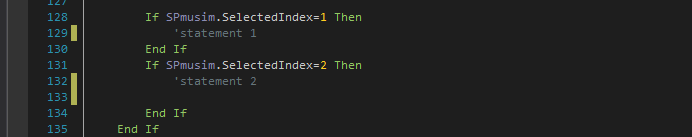 127
128 If SPmusim.SelectedIndex=1 Then
129 'statement 1
130 End If
131 If SPmusim.SelectedIndex=2 Then
132 'statement 2
133
134 End If
135 End If